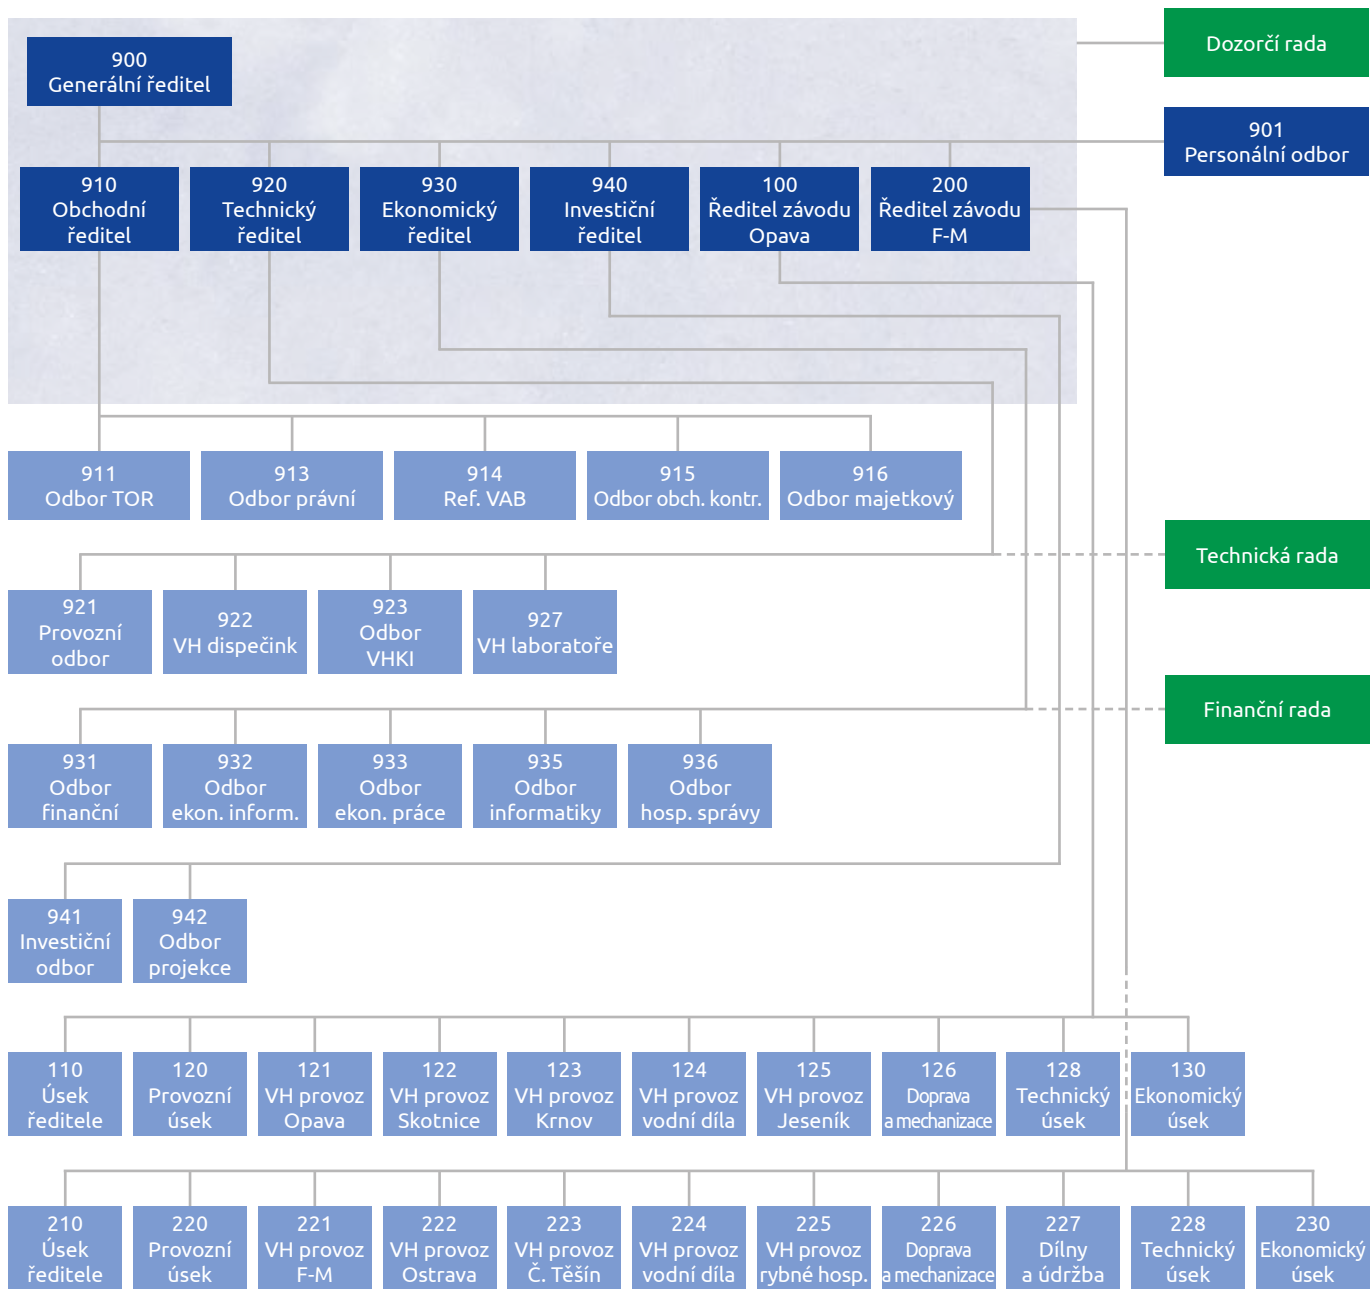 900
Generální ředitel
Dozorčí rada
901
Personální odbor
910
Obchodní
ředitel
920
Technický
ředitel
930
Ekonomický
ředitel
940
Investiční
ředitel
100
Ředitel závodu
Opava
200
Ředitel závodu
F-M
911
Odbor TOR
913
Odbor právní
914
Ref. VAB
915
Odbor obch. kontr.
916
Odbor majetkový
Technická rada
921
Provozní
odbor
922
VH dispečink
923
Odbor
VHKI
927
VH laboratoře
Finanční rada
931
Odbor
finanční
932
Odbor
ekon. inform.
933
Odbor
ekon. práce
935
Odbor
informatiky
936
Odbor
hosp. správy
941
Investiční
odbor
942
Odbor
projekce
110
Úsek
ředitele
120
Provozní
úsek
121
VH provoz
Opava
122
VH provoz
Skotnice
123
VH provoz
Krnov
124
VH provoz
vodní díla
125
VH provoz
Jeseník
126
Doprava
a mechanizace
128
Technický
úsek
130
Ekonomický
úsek
210
Úsek
ředitele
220
Provozní
úsek
221
VH provoz
F-M
222
VH provoz
Ostrava
223
VH provoz
Č. Těšín
224
VH provoz
vodní díla
225
VH provoz
rybné hosp.
226
Doprava
a mechanizace
227
Dílny
a údržba
228
Technický
úsek
230
Ekonomický
úsek